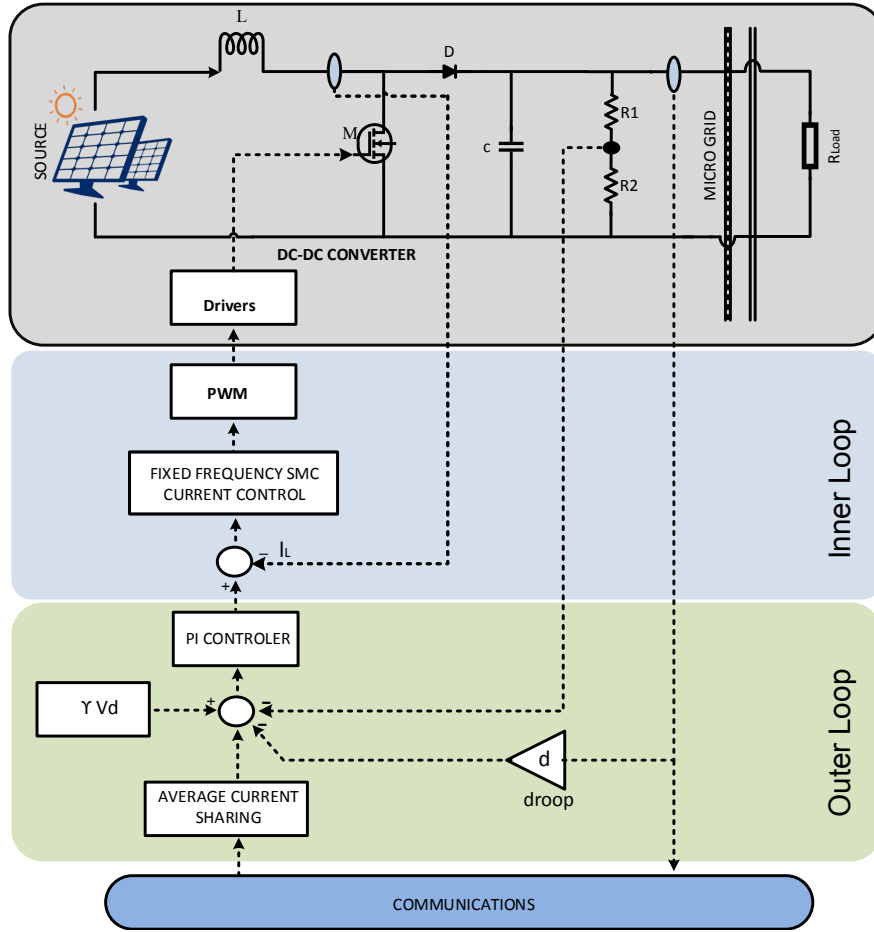 L
D
R1
M
c
R2
SOURCE
MICRO GRID
RLoad
DC-DC CONVERTER
Drivers
PWM
FIXED FREQUENCY SMC
CURRENT CONTROL
Inner Loop
− IL
+
PI CONTROLER
ϒ Vd
+
−
−
d
droop
Outer Loop
AVERAGE CURRENT
SHARING
COMMUNICATIONS